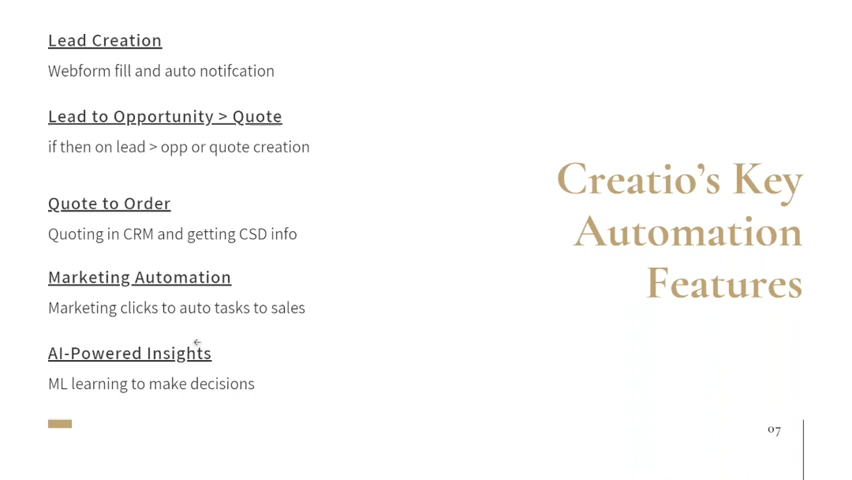 Lead Creation
Webform fill and auto notifcation
Lead to Opportunity > Quote
if then on lead > opp or quote creation
Quote to Order
Quoting in CRM and getting CSD info
Marketing Automation
Marketing clicks to auto tasks to sales
AI-Powered Insights
ML learning to make decisions
Creatio’s Key
Automation
Features
07